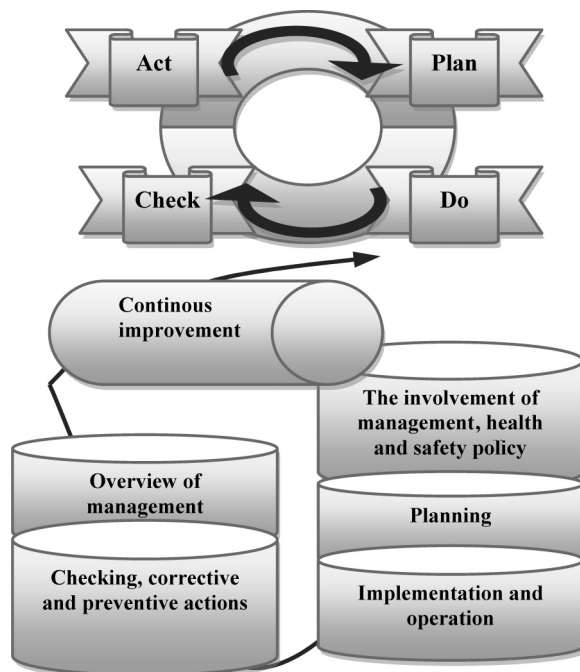 Act
Plan
Check
Do
Continous
improvement
The involvement of
management, health
and safety policy
Overview of
management
Planning
Checking, corrective
and preventive actions
Implementation and
operation